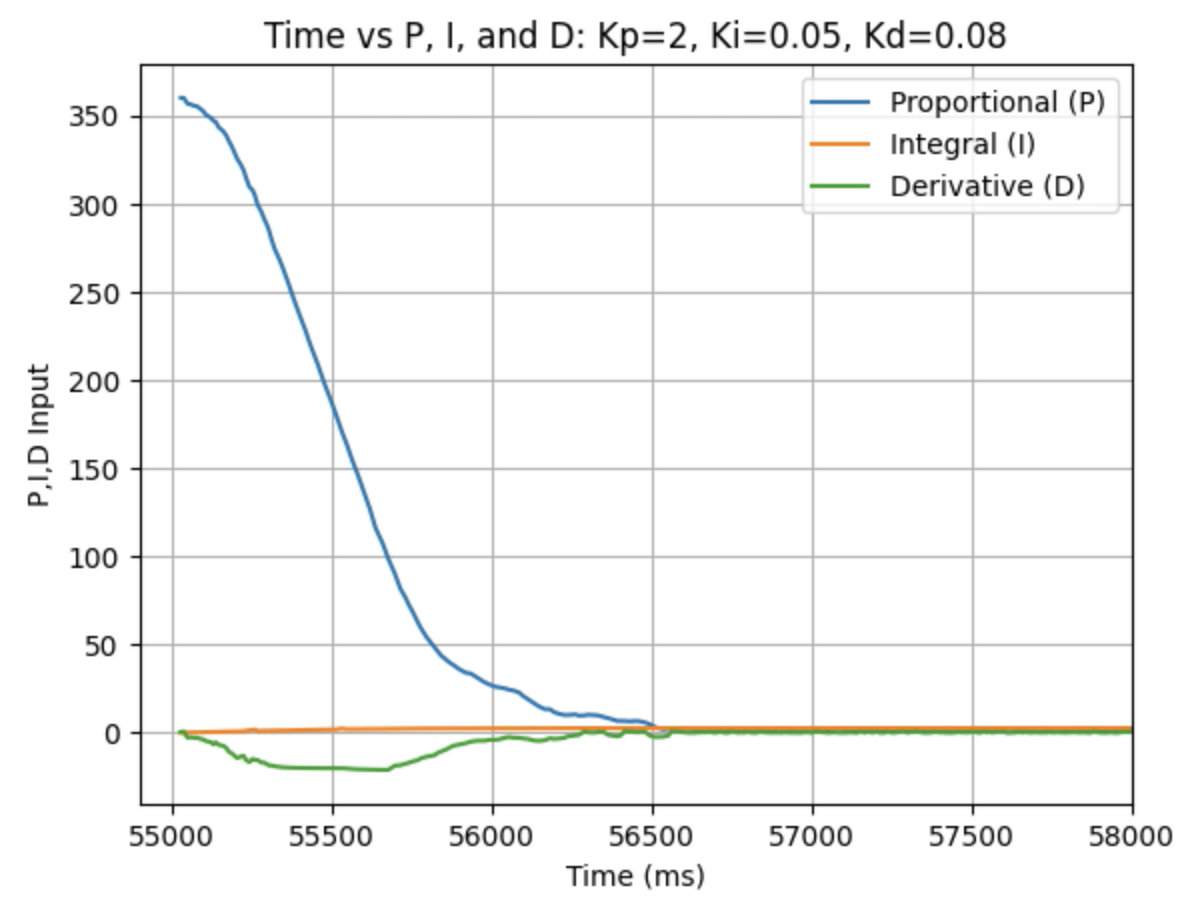 Time vs P, I, and D: Kp=2, Ki=0.05, Kd=0.08
Proportional (P)
Integral (I)
Derivative (D)
P,I,D Input
350
300
250
200
150
100
50
0
55000 55500 56000 56500 57000 57500 58000
Time (ms)